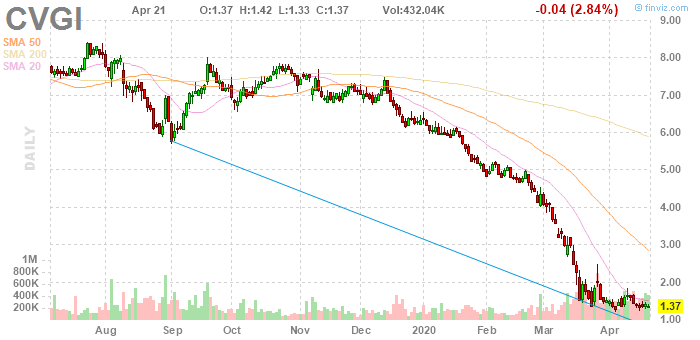 CVGI
Apr 21 O:1.37 H:1.42 L:1.33 C:1.37 Vol:432.04K -0.04 (2.84%)
© finviz.com
SMA 50
SMA 200
SMA 20
DAILY
9.00
8.00
7.00
6.00
5.00
4.00
3.00
2.00
1.37
1.00
1M
800K
600K
400K
200K
Aug Sep Oct Nov Dec 2020 Feb Mar Apr